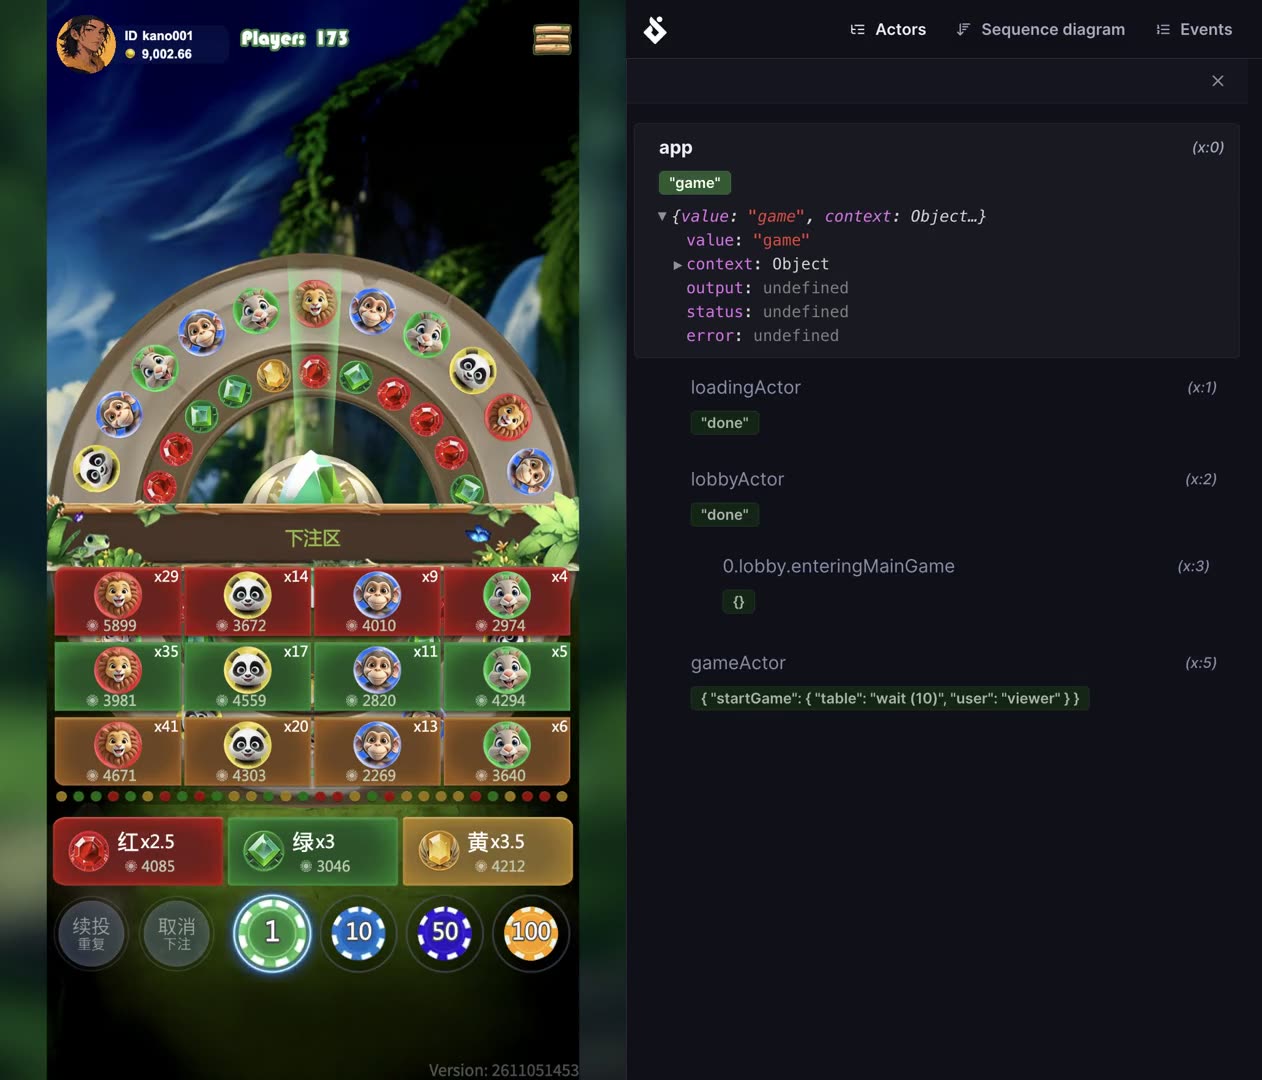 ID kano001
9,002.66
Player: 173
下注区
x29
5899
x14
3672
x9
4010
x4
2974
x35
3981
x17
4559
x11
2820
x5
4294
x41
4671
x20
4303
x13
2269
x6
3640
红x2.5
4085
绿x3
3046
黄x3.5
4212
续投
重复
取消
下注
1
10
50
100
Version: 2611051453
Actors
Sequence diagram
Events
app
(x:0)
"game"
{value: "game", context: Object…}
value: "game"
context: Object
output: undefined
status: undefined
error: undefined
loadingActor
(x:1)
"done"
lobbyActor
(x:2)
"done"
0.lobby.enteringMainGame
(x:3)
{}
gameActor
(x:5)
{ "startGame": { "table": "wait (10)", "user": "viewer" } }